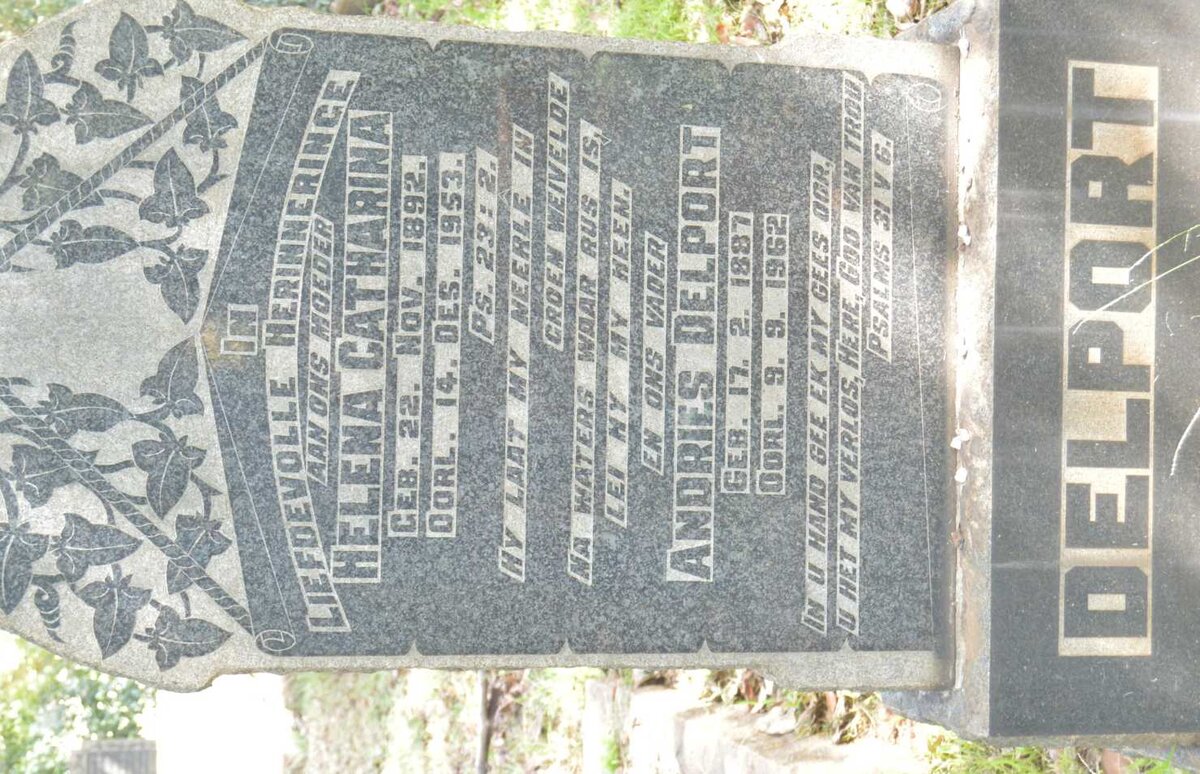 IN
LIEFDEVOLLE HERINNERINGE
AAN ONS MOEDER
HELENA CATHARINA
GEB. 22. NOV. 1892.
OORL. 14. DES. 1953.
PS. 23: 2.
HY LAAT MY NEERLE IN
GROEN WEIVELDE
NA WATERS WAAR RUS IS,
LEI HY MY HEEN.
EN ONS VADER
ANDRIES DELPORT
GEB. 17. 2. 1887
OORL. 9. 9. 1962
IN U HAND GEE EK MY GEES OOR.
U HET MY VERLOS, HERE, GOD VAN TROU
PSALMS 31 V 6.
DELPORT